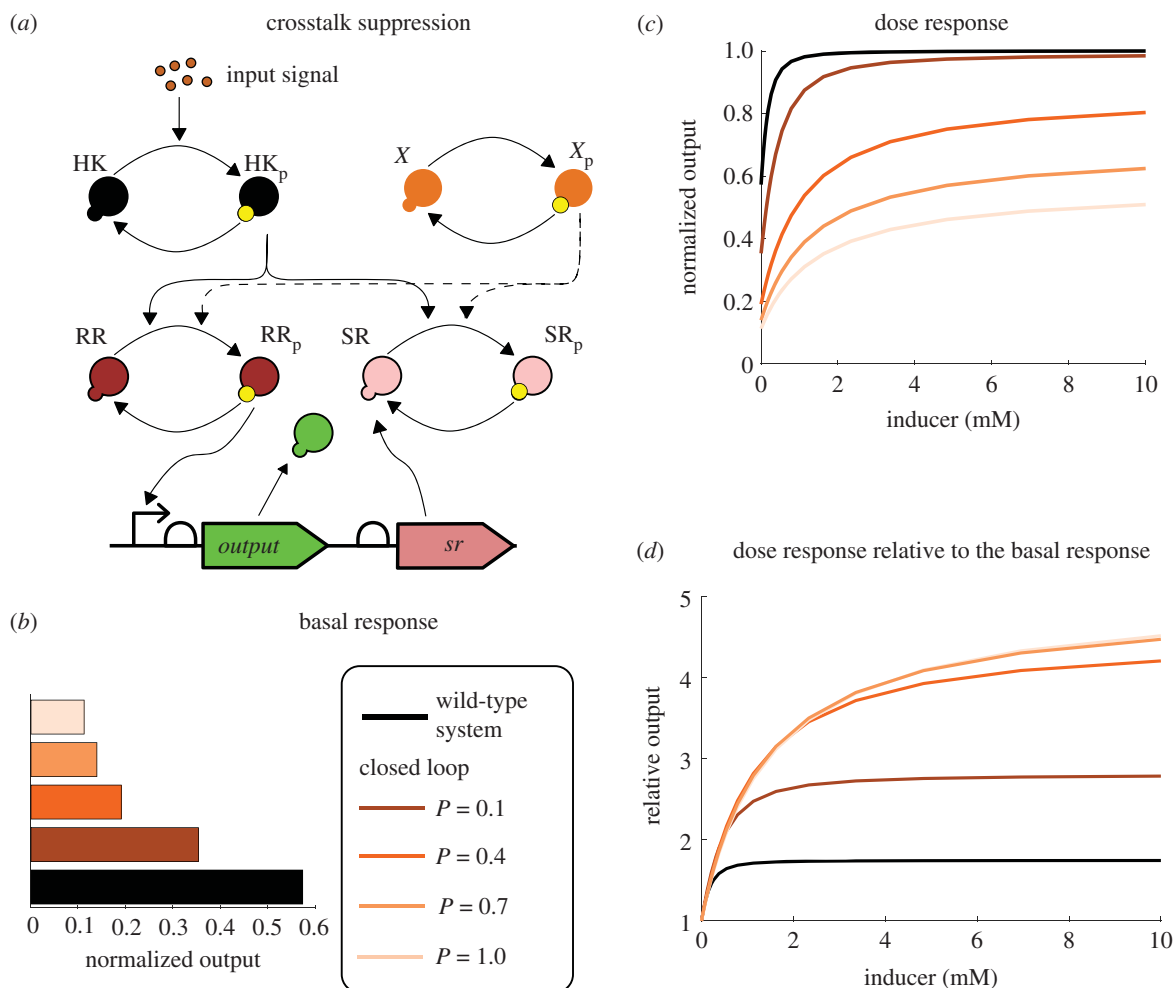 (a) crosstalk suppression
input signal
HK HKp X Xp
RR RRp SR SRp
output sr
(b) basal response
0 0.1 0.2 0.3 0.4 0.5 0.6
normalized output
wild-type
system
closed loop
P = 0.1
P = 0.4
P = 0.7
P = 1.0
(c) dose response
1.0
0.8
0.6
0.4
0.2
0
normalized output
0 2 4 6 8 10
inducer (mM)
(d) dose response relative to the basal response
5
4
3
2
1
relative output
0 2 4 6 8 10
inducer (mM)